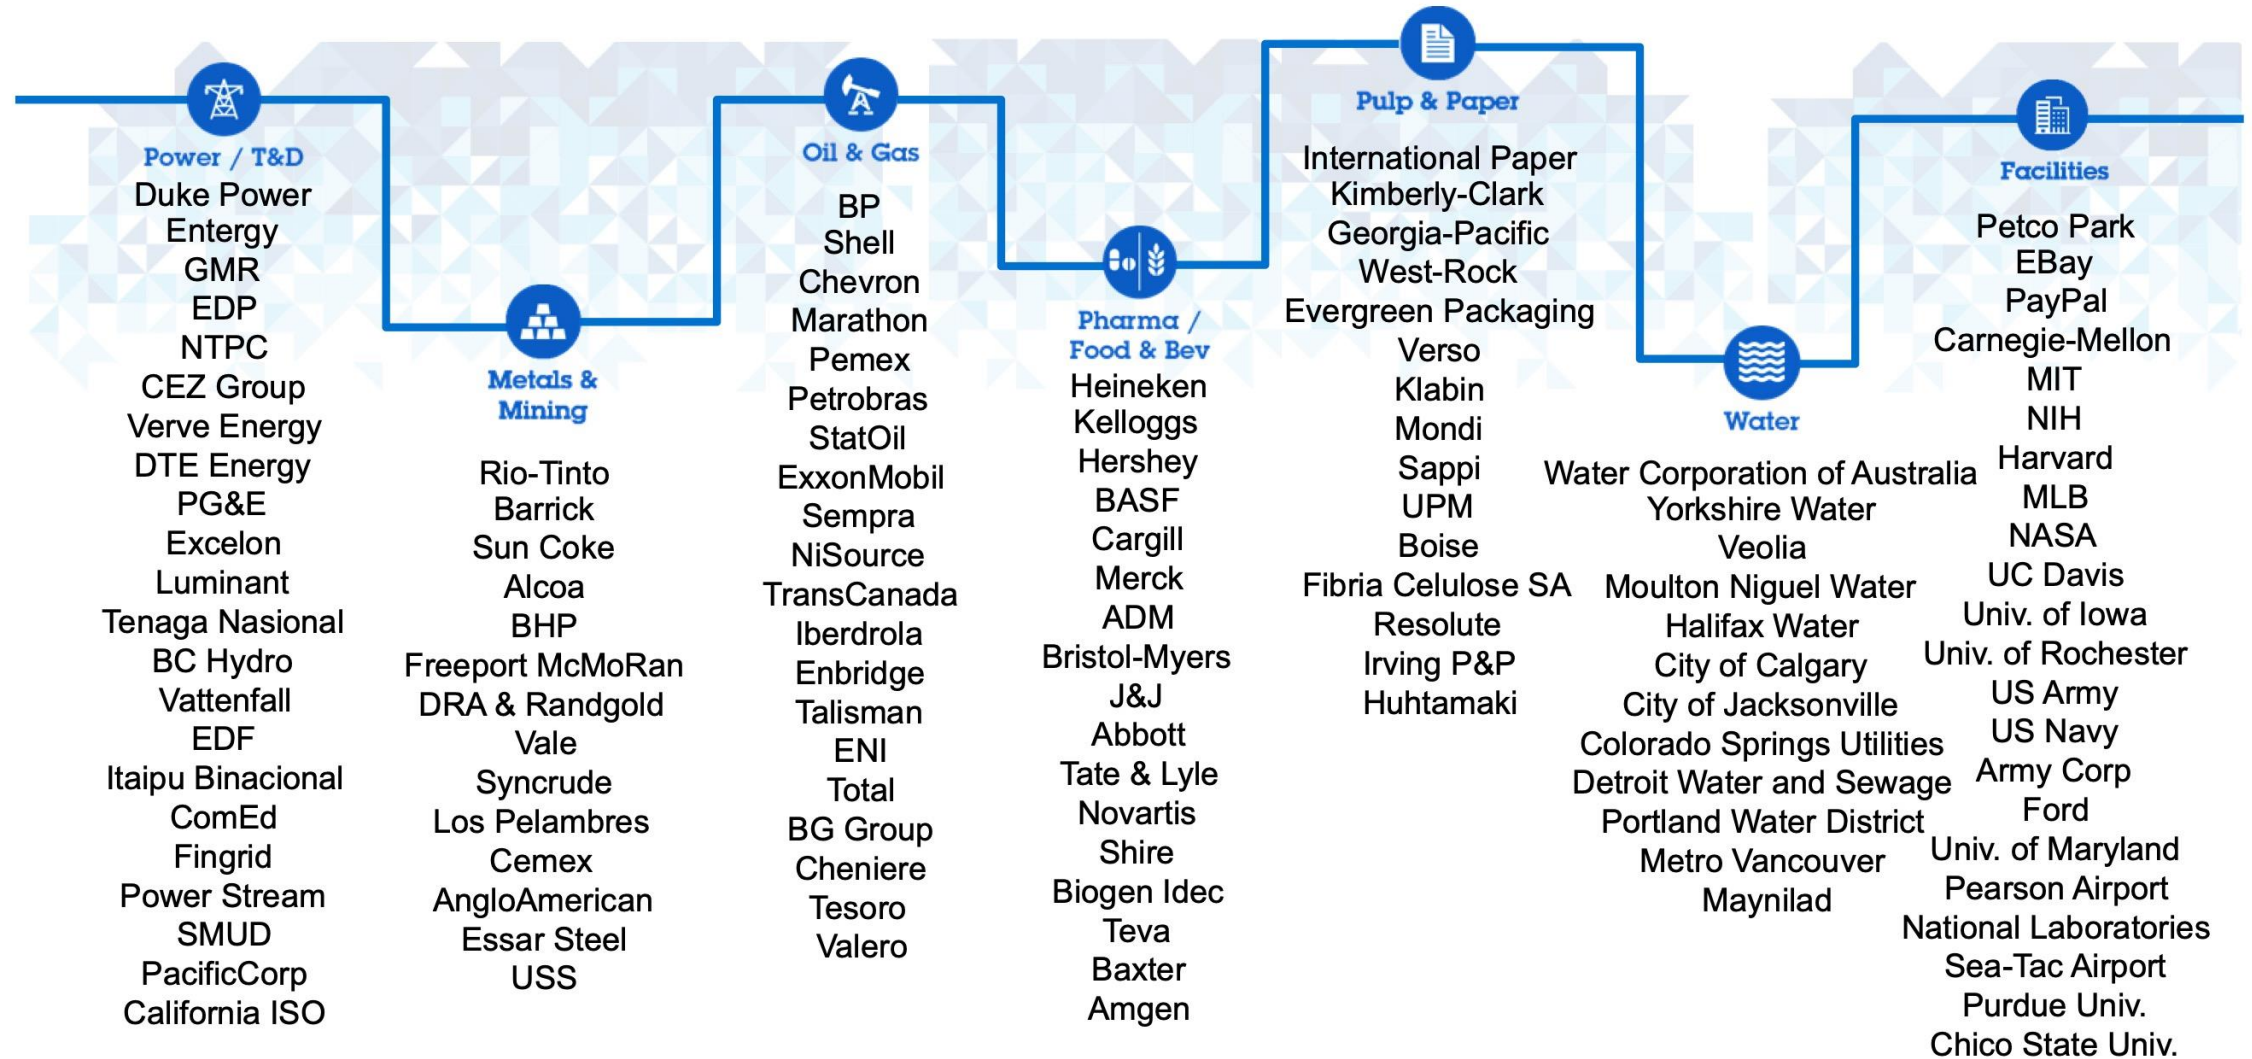 Power / T&D
Duke Power
Entergy
GMR
EDP
NTPC
CEZ Group
Verve Energy
DTE Energy
PG&E
Excelon
Luminant
Tenaga Nasional
BC Hydro
Vattenfall
EDF
Itaipu Binacional
ComEd
Fingrid
Power Stream
SMUD
PacificCorp
California ISO
Metals &
Mining
Rio-Tinto
Barrick
Sun Coke
Alcoa
BHP
Freeport McMoRan
DRA & Randgold
Vale
Syncrude
Los Pelambres
Cemex
AngloAmerican
Essar Steel
USS
Oil & Gas
BP
Shell
Chevron
Marathon
Pemex
Petrobras
StatOil
ExxonMobil
Sempra
NiSource
TransCanada
Iberdrola
Enbridge
Talisman
ENI
Total
BG Group
Cheniere
Tesoro
Valero
Pharma /
Food & Bev
Heineken
Kelloggs
Hershey
BASF
Cargill
Merck
ADM
Bristol-Myers
J&J
Abbott
Tate & Lyle
Novartis
Shire
Biogen Idec
Teva
Baxter
Amgen
Pulp & Paper
International Paper
Kimberly-Clark
Georgia-Pacific
West-Rock
Evergreen Packaging
Verso
Klabin
Mondi
Sappi
UPM
Boise
Fibria Celulose SA
Resolute
Irving P&P
Huhtamaki
Water
Water Corporation of Australia
Yorkshire Water
Veolia
Moulton Niguel Water
Halifax Water
City of Calgary
City of Jacksonville
Colorado Springs Utilities
Detroit Water and Sewage
Portland Water District
Metro Vancouver
Maynilad
Facilities
Petco Park
EBay
PayPal
Carnegie-Mellon
MIT
NIH
Harvard
MLB
NASA
UC Davis
Univ. of Iowa
Univ. of Rochester
US Army
US Navy
Army Corp
Ford
Univ. of Maryland
Pearson Airport
National Laboratories
Sea-Tac Airport
Purdue Univ.
Chico State Univ.